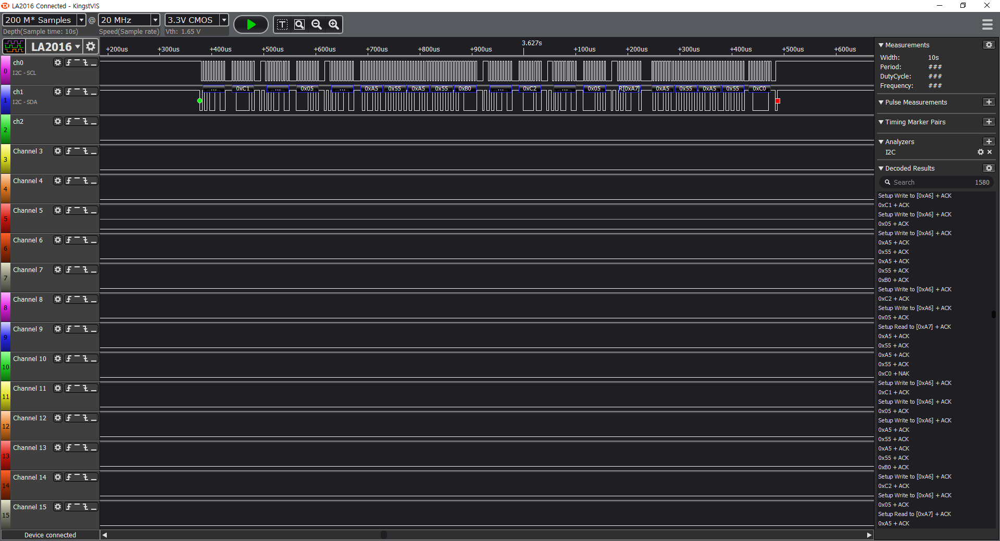 LA2016 Connected - KingstVIS
200 M* Samples @ 20 MHz 3.3V CMOS
Depth(Sample time: 10s) Speed(Sample rate) Vth: 1.65 V
LA2016
3.627s
+200us +300us +400us +500us +600us +700us +800us +900us +100us +200us +300us +400us +500us +600us
0 ch0
I2C - SCL
1 ch1
I2C - SDA
... 0xC1 ... 0x05 ... 0xA5 0x55 0xA5 0x55 0xB0 ... 0xC2 ... 0x05 R[0xA7] 0xA5 0x55 0xA5 0x55 0xC0
2 ch2
3 Channel 3
4 Channel 4
5 Channel 5
6 Channel 6
7 Channel 7
8 Channel 8
9 Channel 9
10 Channel 10
11 Channel 11
12 Channel 12
13 Channel 13
14 Channel 14
15 Channel 15
Device connected
Measurements
Width: 10s
Period: ###
DutyCycle: ###
Frequency: ###
Pulse Measurements
Timing Marker Pairs
Analyzers
I2C
Decoded Results
Search 1580
Setup Write to [0xA6] + ACK
0xC1 + ACK
Setup Write to [0xA6] + ACK
0x05 + ACK
Setup Write to [0xA6] + ACK
0xA5 + ACK
0x55 + ACK
0xA5 + ACK
0x55 + ACK
0xB0 + ACK
Setup Write to [0xA6] + ACK
0xC2 + ACK
Setup Write to [0xA6] + ACK
0x05 + ACK
Setup Read to [0xA7] + ACK
0xA5 + ACK
0x55 + ACK
0xA5 + ACK
0x55 + ACK
0xC0 + NAK
Setup Write to [0xA6] + ACK
0xC1 + ACK
Setup Write to [0xA6] + ACK
0x05 + ACK
Setup Write to [0xA6] + ACK
0xA5 + ACK
0x55 + ACK
0xA5 + ACK
0x55 + ACK
0xB0 + ACK
Setup Write to [0xA6] + ACK
0xC2 + ACK
Setup Write to [0xA6] + ACK
0x05 + ACK
Setup Read to [0xA7] + ACK
0xA5 + ACK